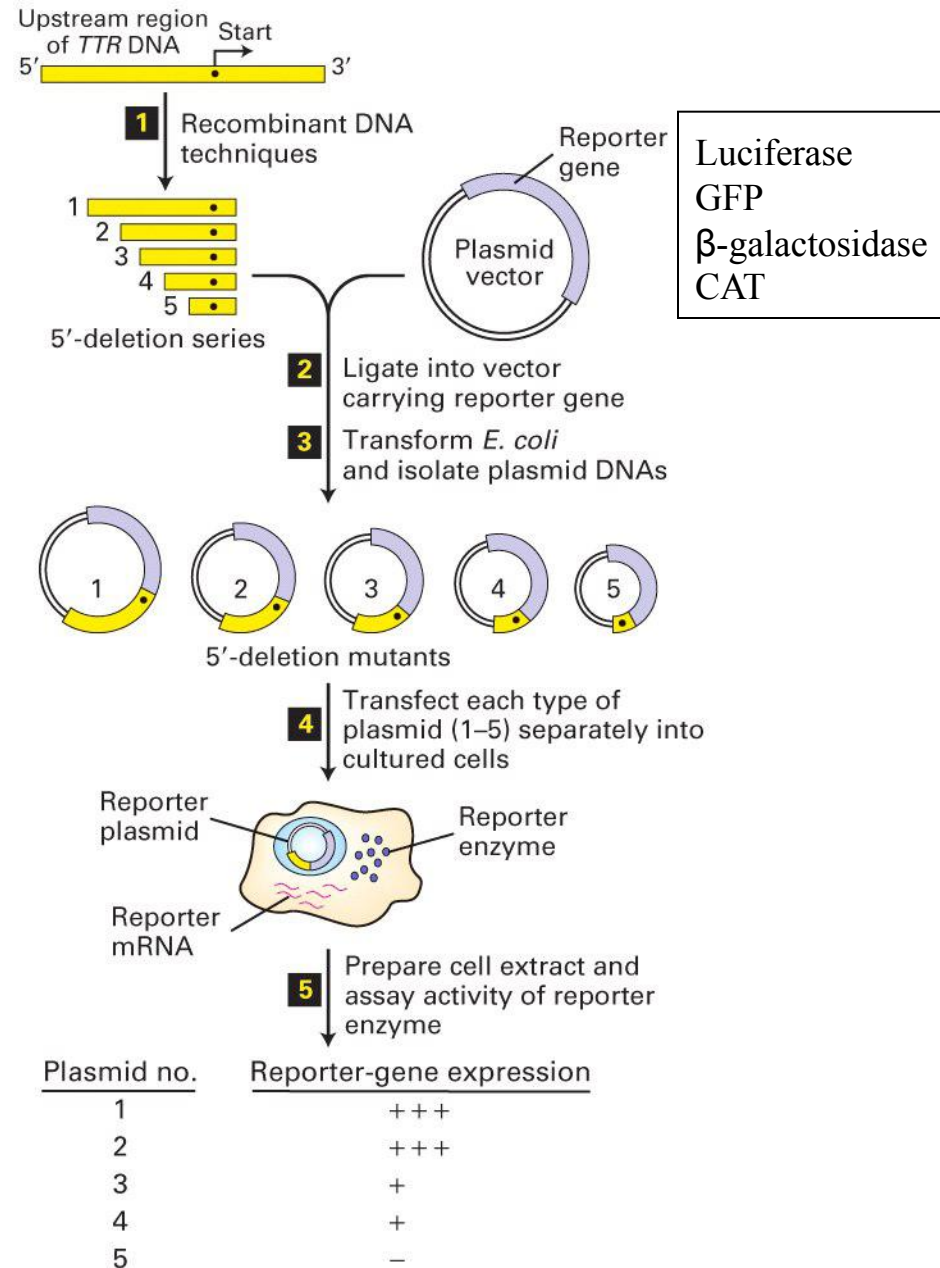 Upstream region
of TTR DNA
Start
5′
3′
1
Recombinant DNA
techniques
1
2
3
4
5
5′-deletion series
Reporter
gene
Plasmid
vector
Luciferase
GFP
β-galactosidase
CAT
2
Ligate into vector
carrying reporter gene
3
Transform E. coli
and isolate plasmid DNAs
1
2
3
4
5
5′-deletion mutants
4
Transfect each type of
plasmid (1–5) separately into
cultured cells
Reporter
plasmid
Reporter
enzyme
Reporter
mRNA
5
Prepare cell extract and
assay activity of reporter
enzyme
Plasmid no. Reporter-gene expression
1 +++
2 +++
3 +
4 +
5 −